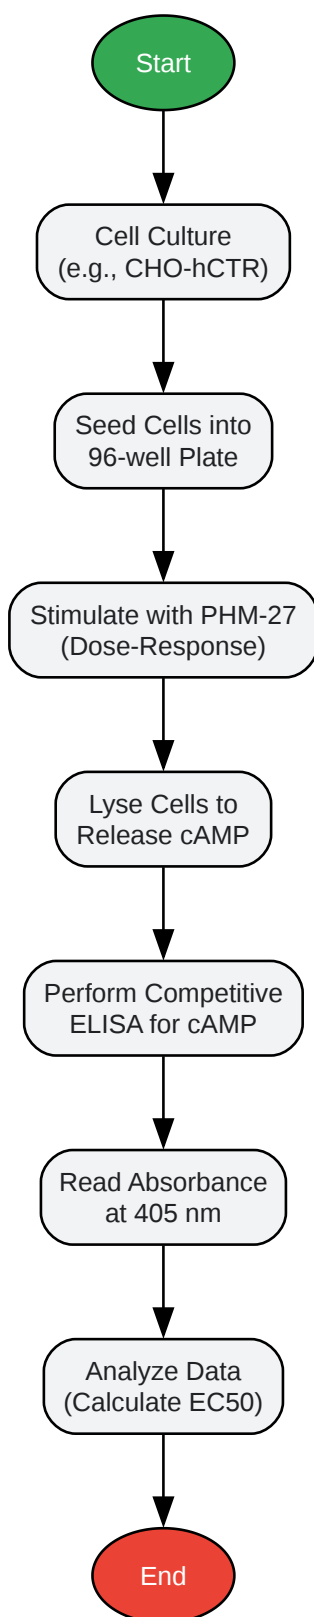 Start
Cell Culture
(e.g., CHO-hCTR)
Seed Cells into
96-well Plate
Stimulate with PHM-27
(Dose-Response)
Lyse Cells to
Release cAMP
Perform Competitive
ELISA for cAMP
Read Absorbance
at 405 nm
Analyze Data
(Calculate EC50)
End